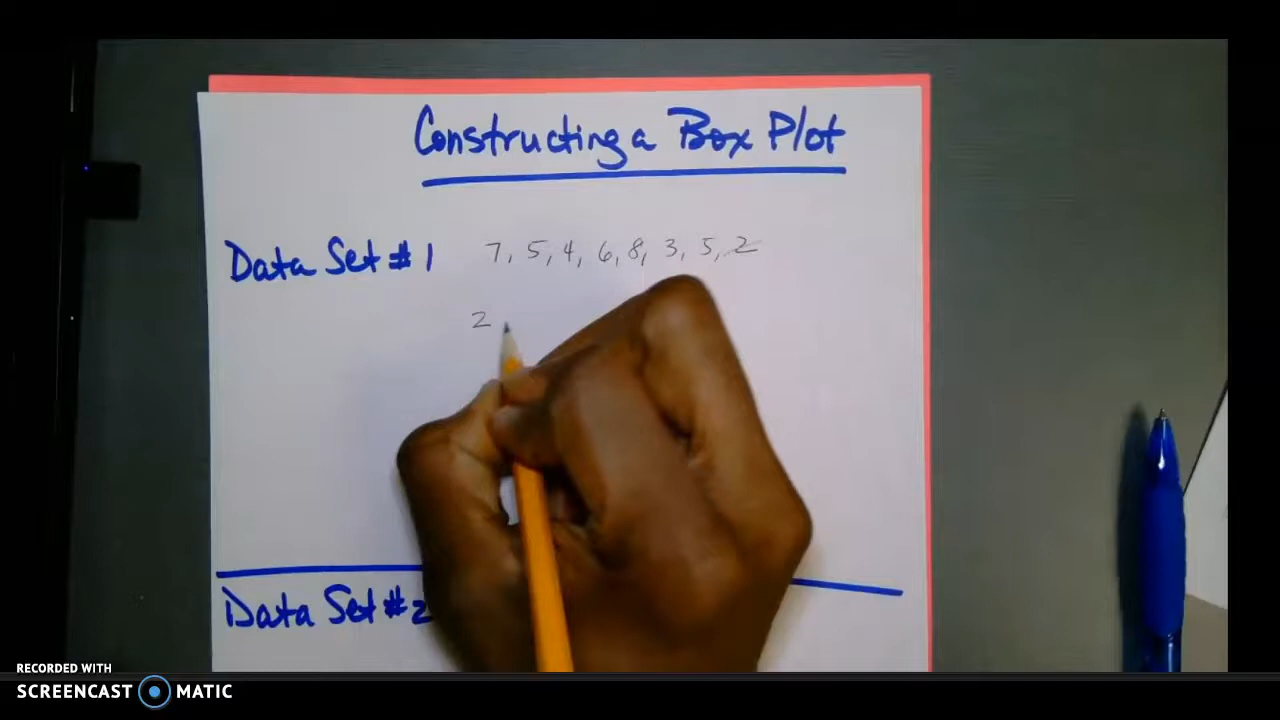 Constructing a Box Plot
Data Set #1 7, 5, 4, 6, 8, 3, 5, 2
2
Data Set #2
RECORDED WITH
SCREENCAST MATIC